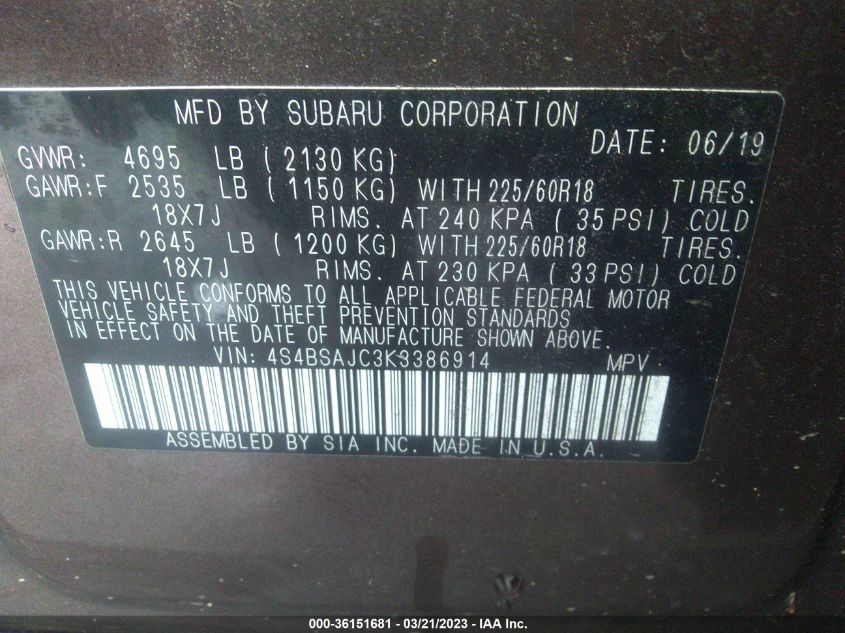 MFD BY SUBARU CORPORATION
DATE: 06/19
GVWR: 4695 LB ( 2130 KG)
GAWR:F 2535 LB ( 1150 KG) WITH 225/60R18 TIRES.
18X7J RIMS. AT 240 KPA ( 35 PSI) COLD
GAWR:R 2645 LB ( 1200 KG) WITH 225/60R18 TIRES.
18X7J RIMS. AT 230 KPA ( 33 PSI) COLD
THIS VEHICLE CONFORMS TO ALL APPLICABLE FEDERAL MOTOR
VEHICLE SAFETY AND THEFT PREVENTION STANDARDS
IN EFFECT ON THE DATE OF MANUFACTURE SHOWN ABOVE.
VIN: 4S4BSAJC3K3386914 MPV
ASSEMBLED BY SIA INC. MADE IN U.S.A.
000-36151681 - 03/21/2023 - IAA Inc.